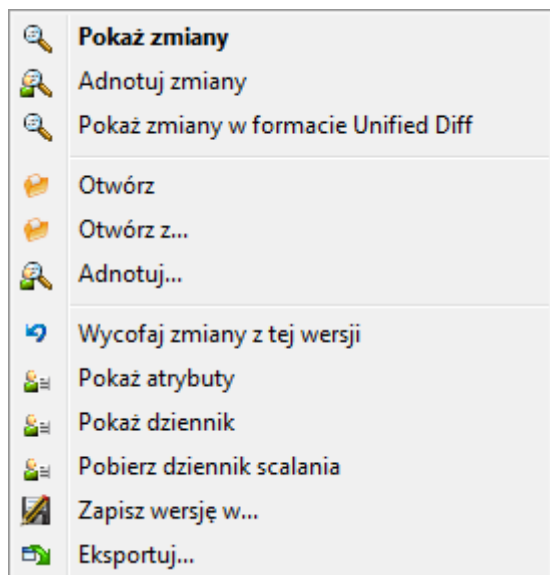 Pokaż zmiany
Adnotuj zmiany
Pokaż zmiany w formacie Unified Diff
Otwórz
Otwórz z...
Adnotuj...
Wycofaj zmiany z tej wersji
Pokaż atrybuty
Pokaż dziennik
Pobierz dziennik scalania
Zapisz wersję w...
Eksportuj...